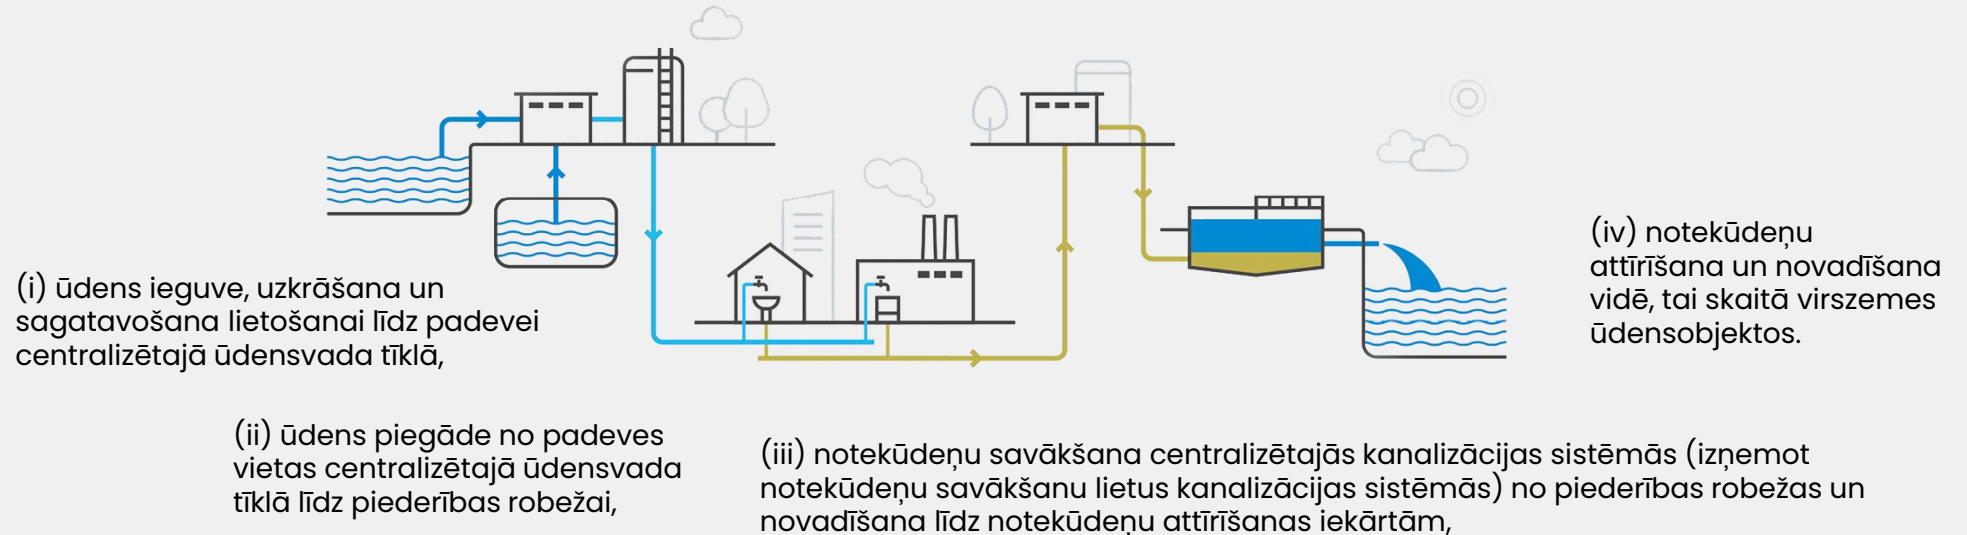 (i) ūdens ieguve, uzkrāšana un
sagatavošana lietošanai līdz padevei
centralizētajā ūdensvada tīklā,
(ii) ūdens piegāde no padeves
vietas centralizētajā ūdensvada
tīklā līdz piederības robežai,
(iii) notekūdeņu savākšana centralizētajās kanalizācijas sistēmās (izņemot
notekūdeņu savākšanu lietus kanalizācijas sistēmās) no piederības robežas un
novadīšana līdz notekūdeņu attīrīšanas iekārtām,
(iv) notekūdeņu
attīrīšana un novadīšana
vidē, tai skaitā virszemes
ūdensobjektos.